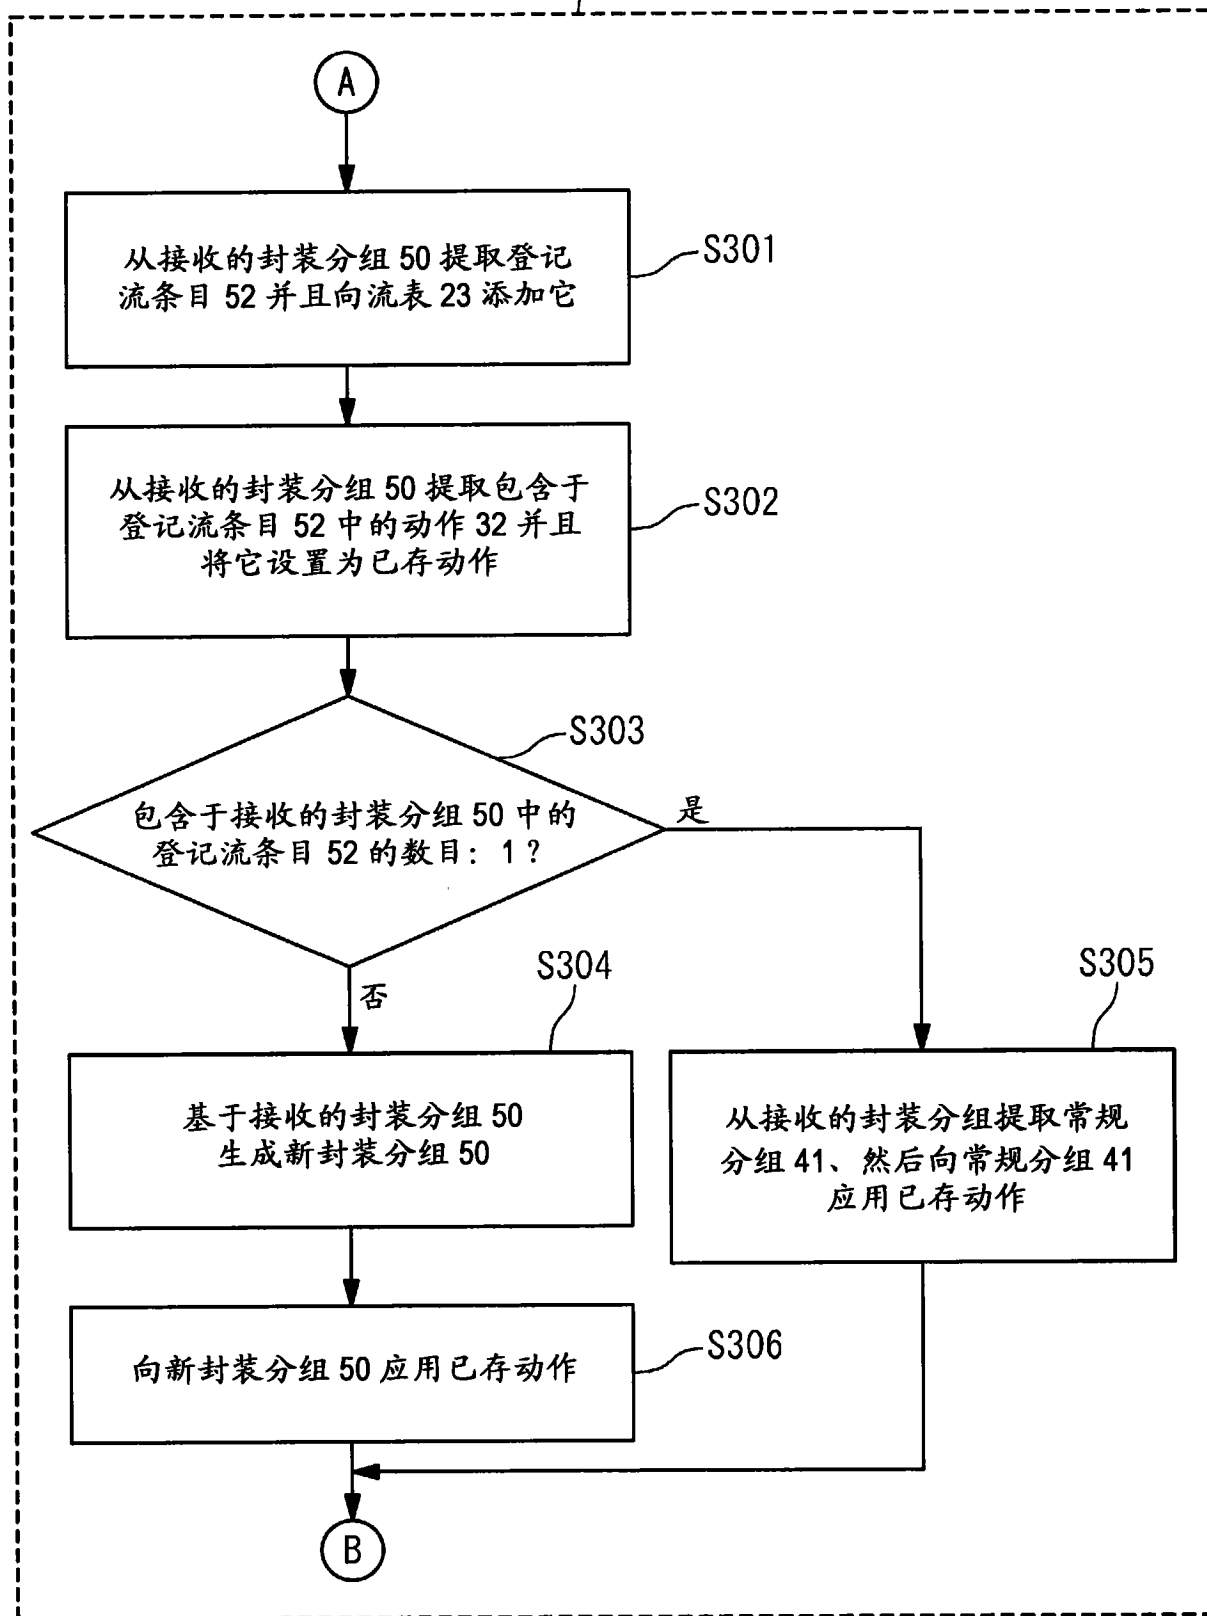 A
从接收的封装分组 50 提取登记
流条目 52 并且向流表 23 添加它
S301
从接收的封装分组 50 提取包含于
登记流条目 52 中的动作 32 并且
将它设置为已存动作
S302
S303
包含于接收的封装分组 50 中的
登记流条目 52 的数目：1？
是
否
S304
基于接收的封装分组 50
生成新封装分组 50
S305
从接收的封装分组提取常规
分组 41、然后向常规分组 41
应用已存动作
向新封装分组 50 应用已存动作
S306
B